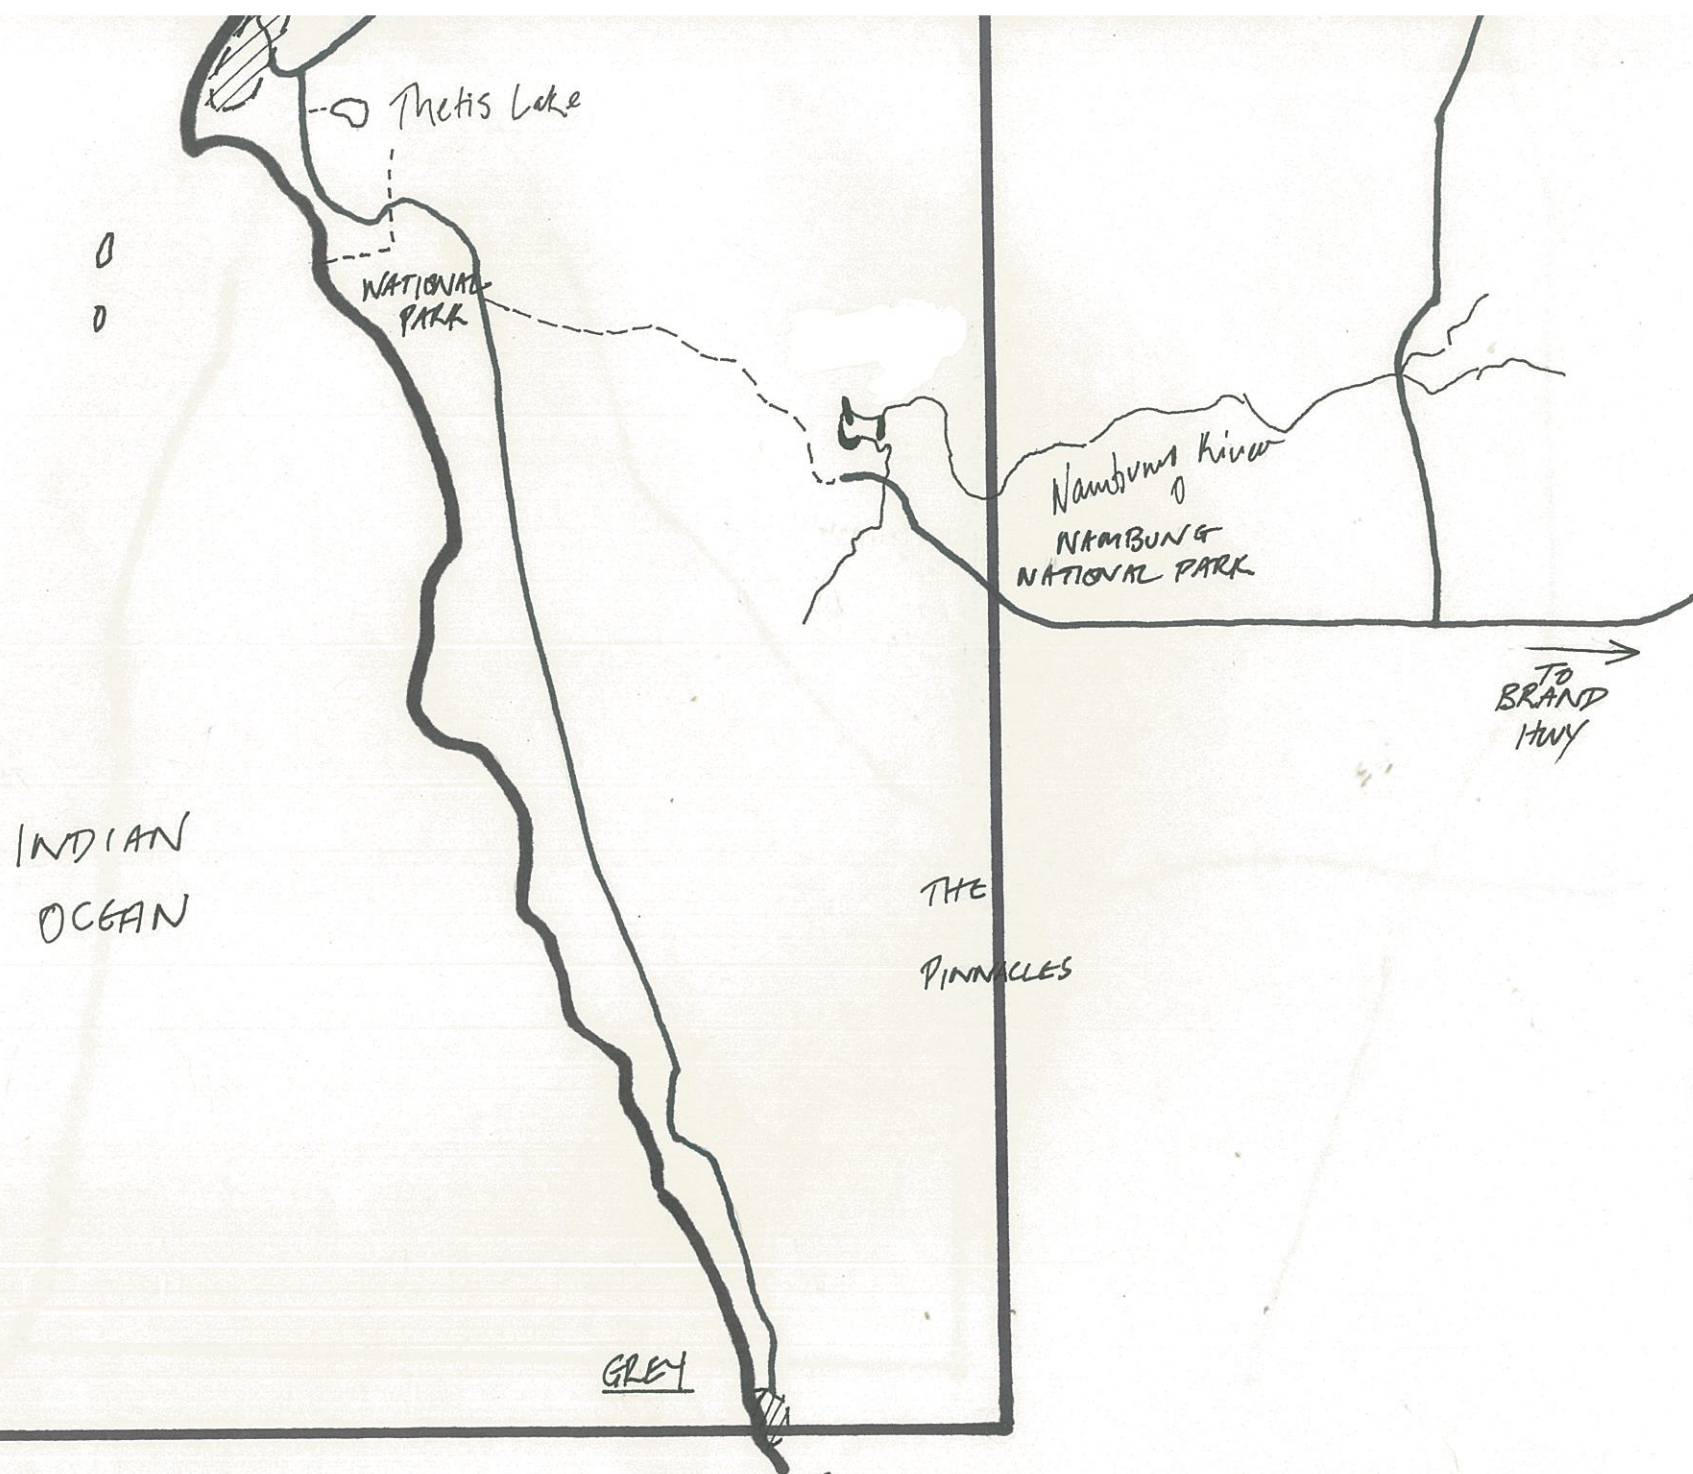 Thetis Lake
NATIONAL
PARK
Nambung River
NAMBUNG
NATIONAL PARK
TO
BRAND
HWY
INDIAN
OCEAN
THE
PINNACLES
GREY